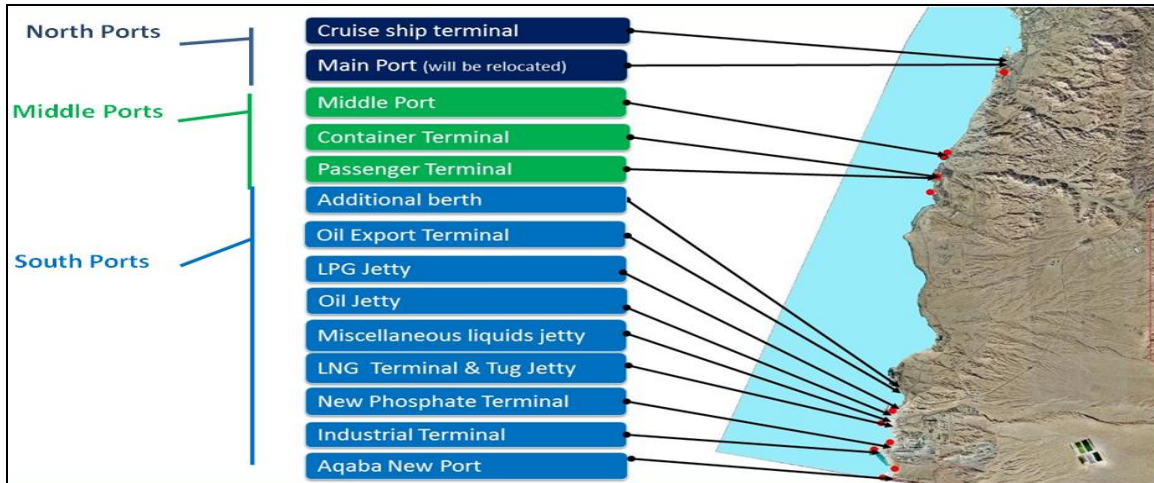 North Ports
Cruise ship terminal
Main Port (will be relocated)
Middle Ports
Middle Port
Container Terminal
Passenger Terminal
South Ports
Additional berth
Oil Export Terminal
LPG Jetty
Oil Jetty
Miscellaneous liquids jetty
LNG Terminal & Tug Jetty
New Phosphate Terminal
Industrial Terminal
Aqaba New Port